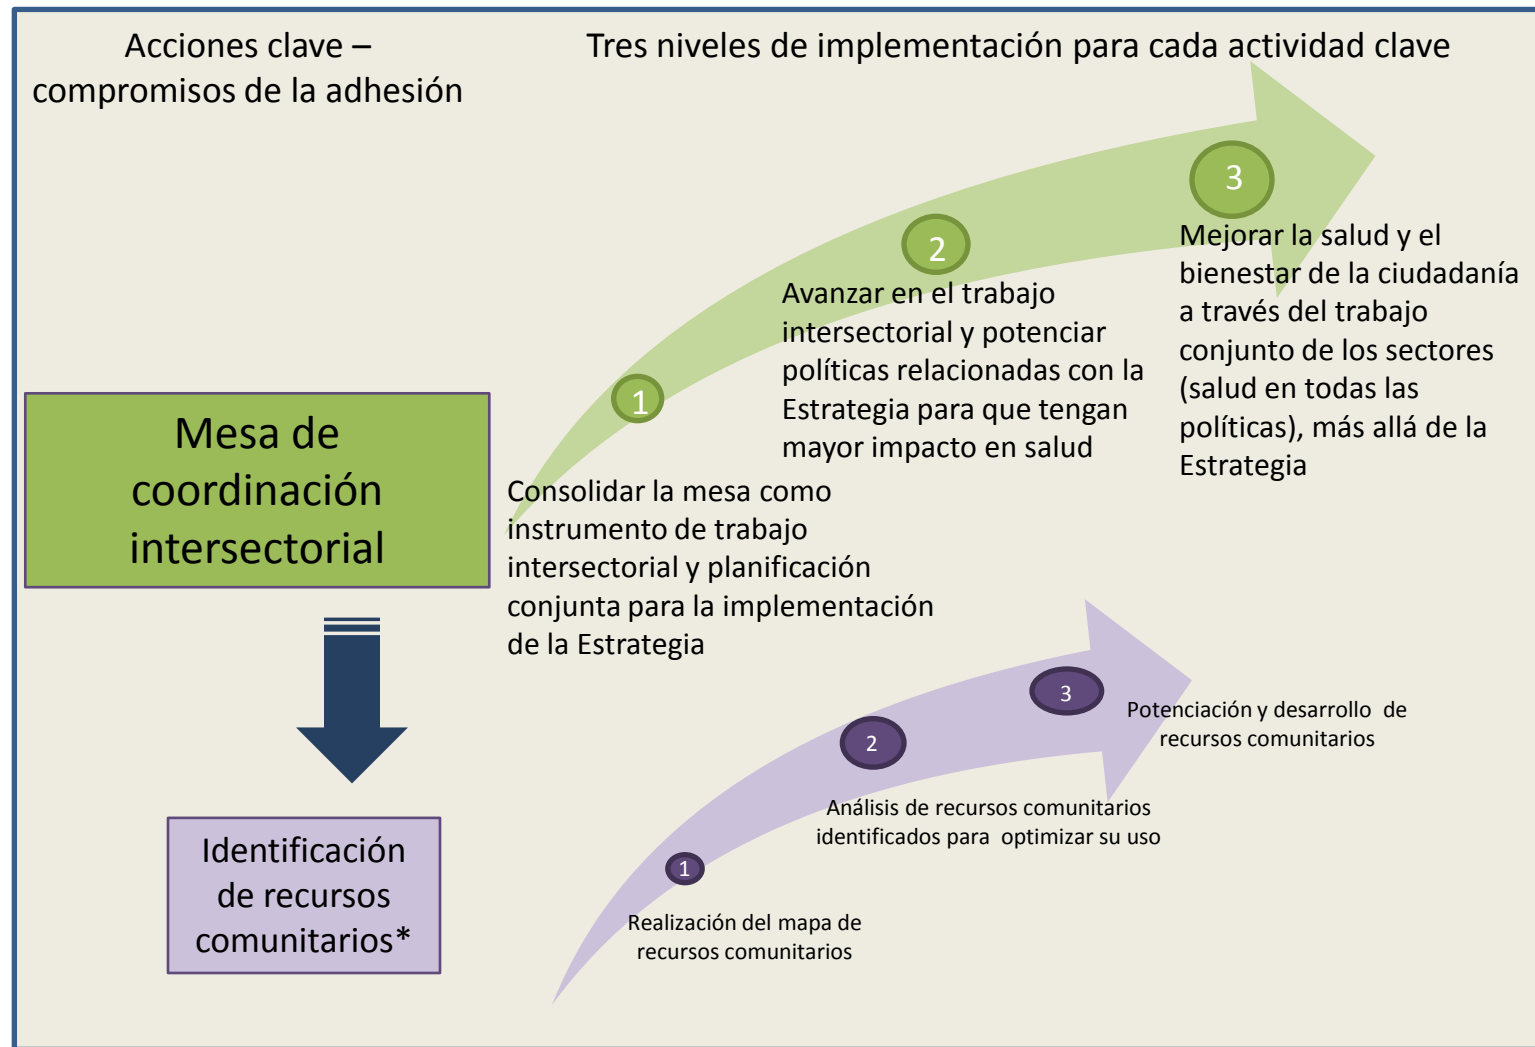 Acciones clave –
compromisos de la adhesión
Tres niveles de implementación para cada actividad clave
Mesa de
coordinación
intersectorial
1
Consolidar la mesa como
instrumento de trabajo
intersectorial y planificación
conjunta para la implementación
de la Estrategia
2
Avanzar en el trabajo
intersectorial y potenciar
políticas relacionadas con la
Estrategia para que tengan
mayor impacto en salud
3
Mejorar la salud y el
bienestar de la ciudadanía
a través del trabajo
conjunto de los sectores
(salud en todas las
políticas), más allá de la
Estrategia
Identificación
de recursos
comunitarios*
1
Realización del mapa de
recursos comunitarios
2
Análisis de recursos comunitarios
identificados para optimizar su uso
3
Potenciación y desarrollo de
recursos comunitarios